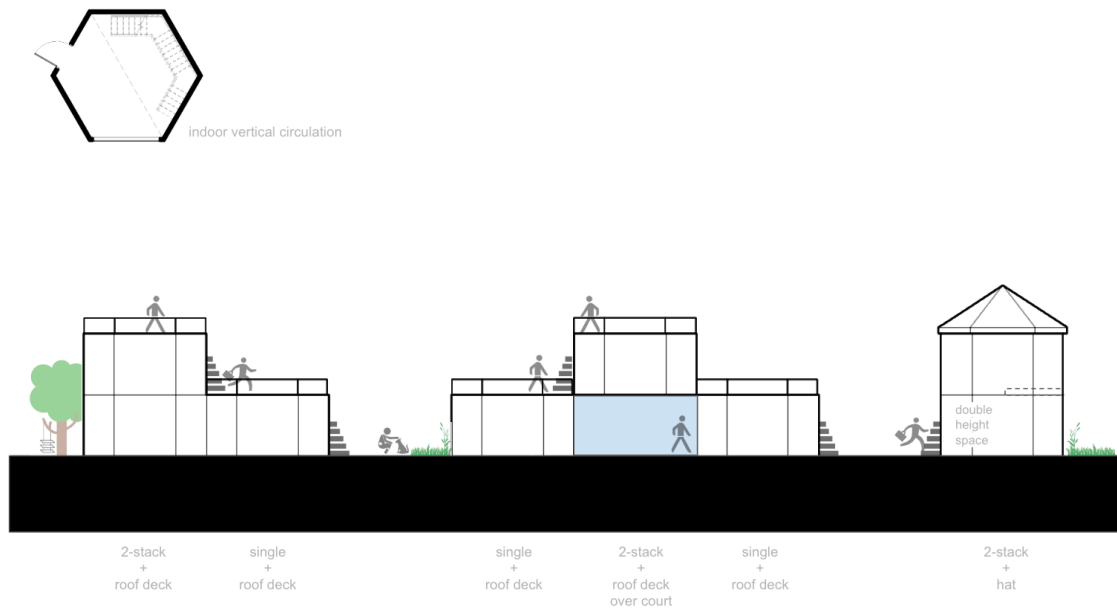 indoor vertical circulation
double
height
space
2-stack
+
roof deck
single
+
roof deck
single
+
roof deck
2-stack
+
roof deck
over court
single
+
roof deck
2-stack
+
hat